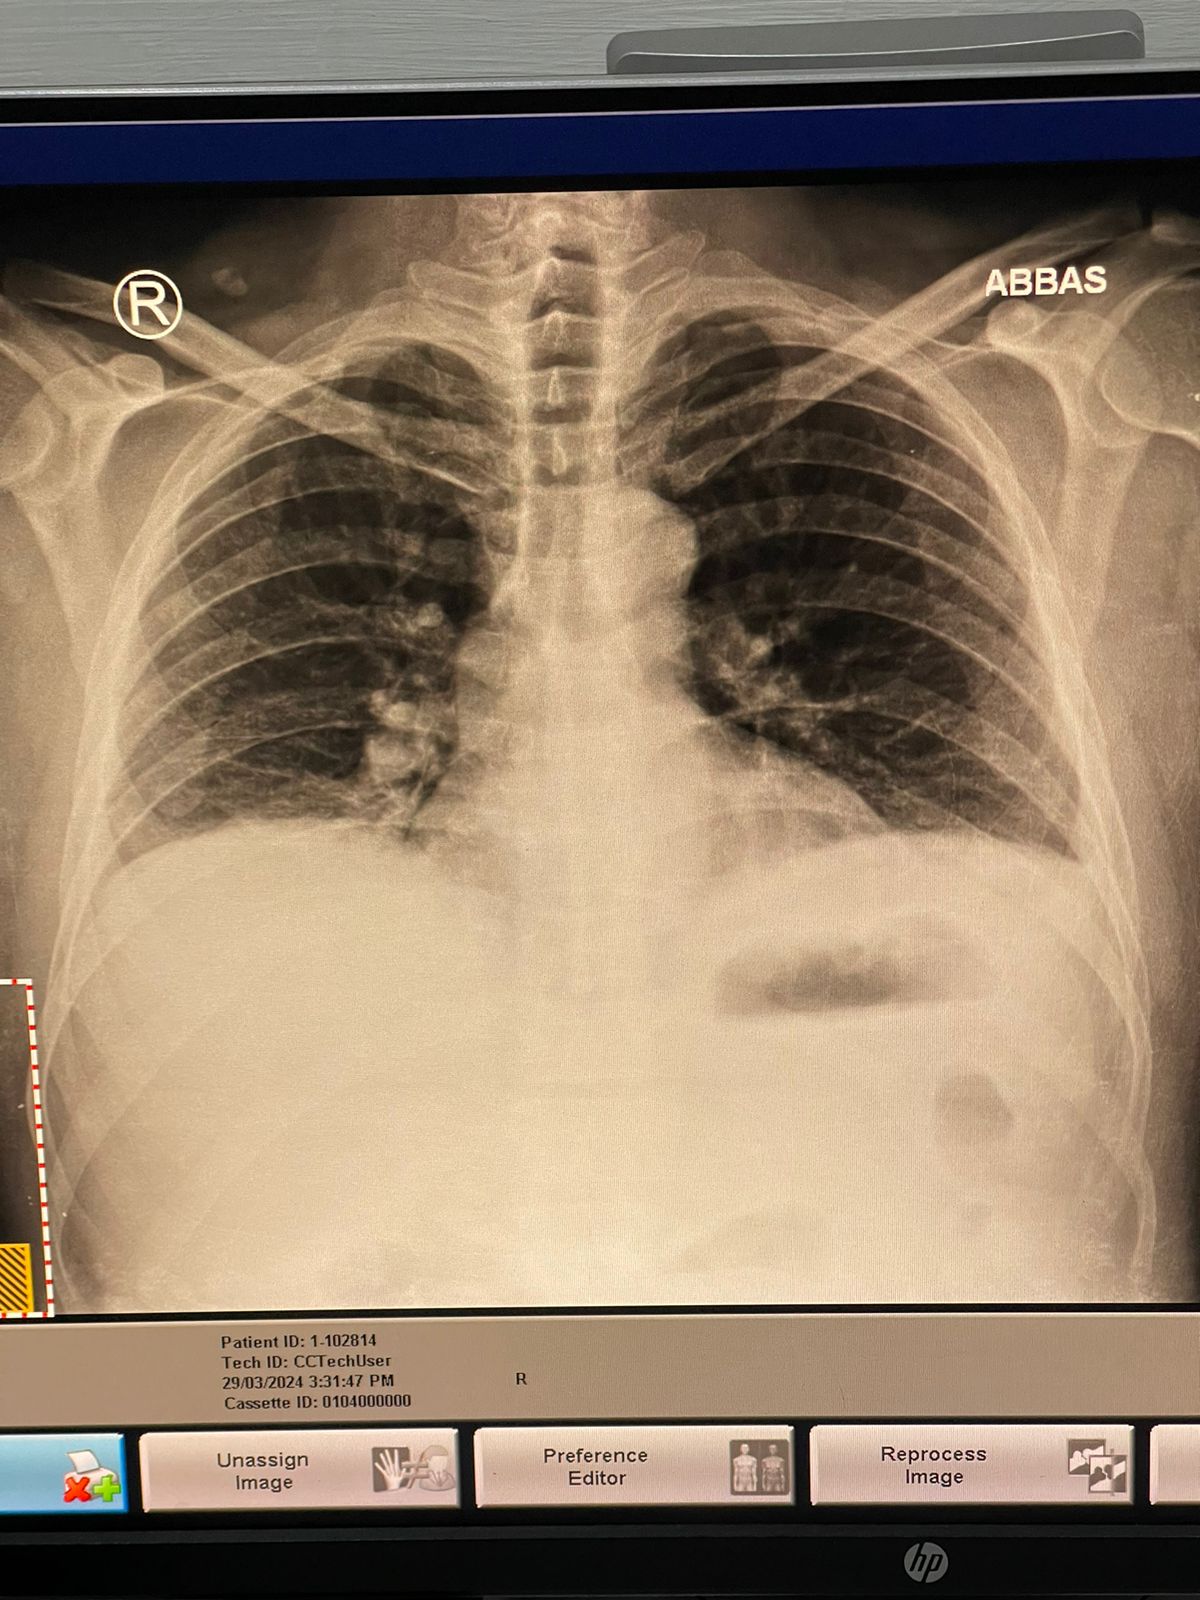 R
ABBAS
Patient ID: 1-102814
Tech ID: CCTechUser
29/03/2024 3:31:47 PM
R
Cassette ID: 0104000000
Unassign
Image
Preference
Editor
Reprocess
Image
hp